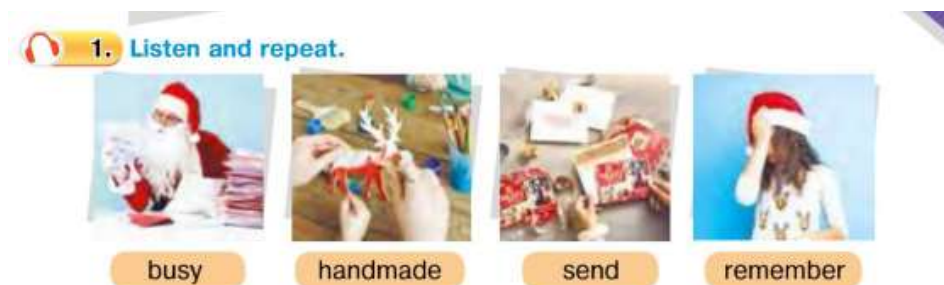 1. Listen and repeat.
busy handmade send remember